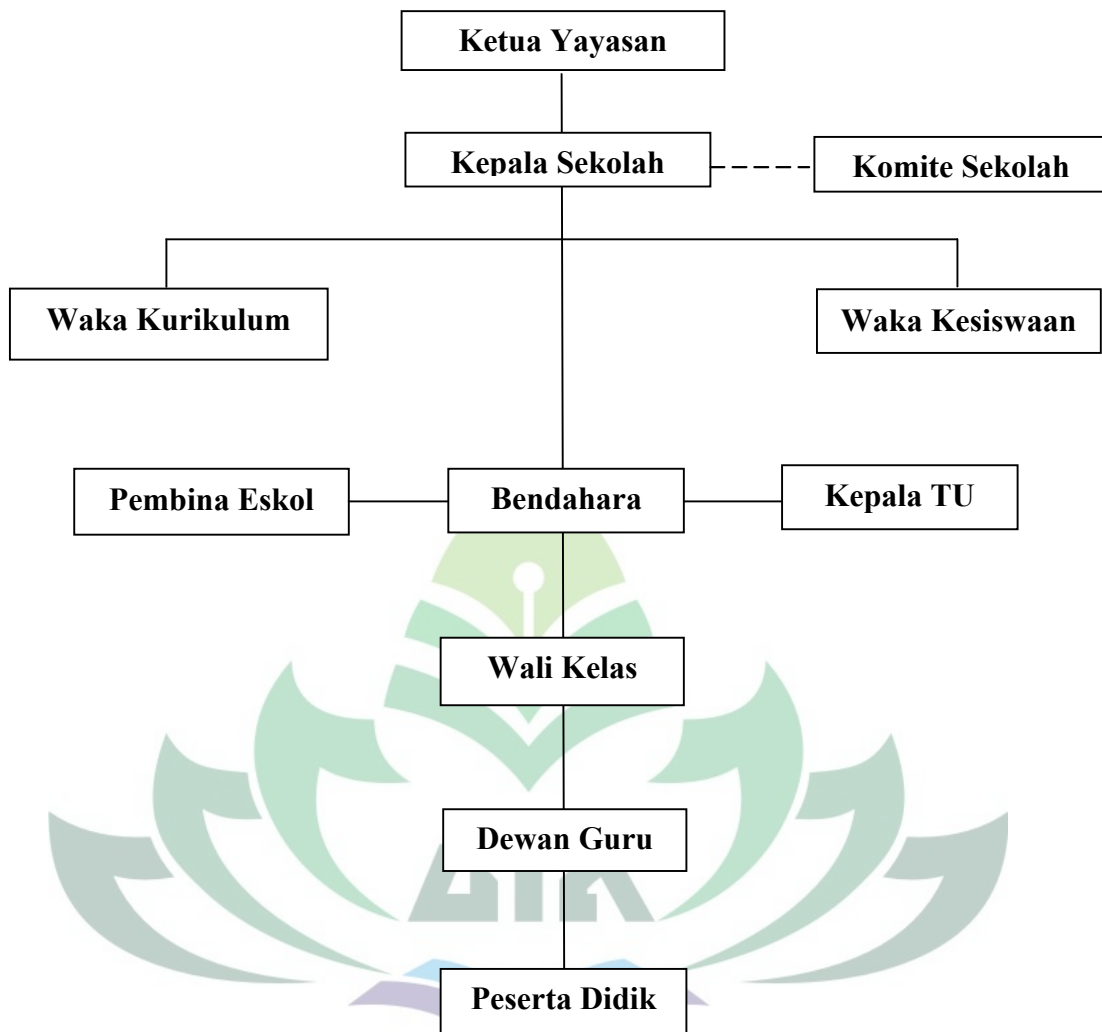 Ketua Yayasan
Kepala Sekolah
Komite Sekolah
Waka Kurikulum
Waka Kesiswaan
Pembina Eskol
Bendahara
Kepala TU
Wali Kelas
Dewan Guru
Peserta Didik